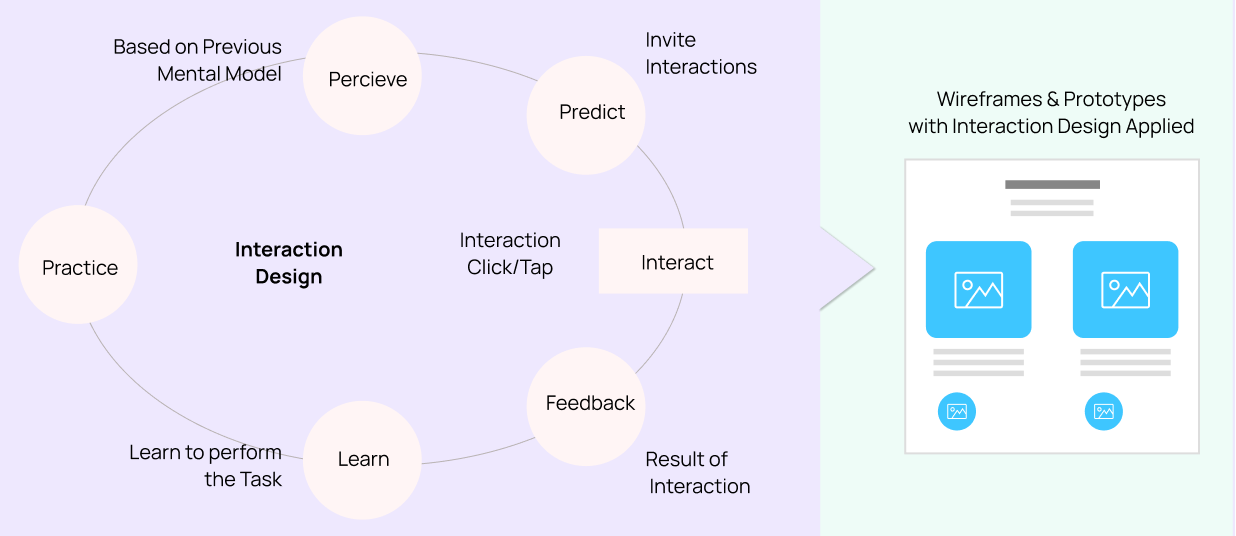 Based on Previous
Mental Model
Percieve
Invite
Interactions
Predict
Practice
Interaction
Design
Interaction
Click/Tap
Interact
Feedback
Learn to perform
the Task
Learn
Result of
Interaction
Wireframes & Prototypes
with Interaction Design Applied